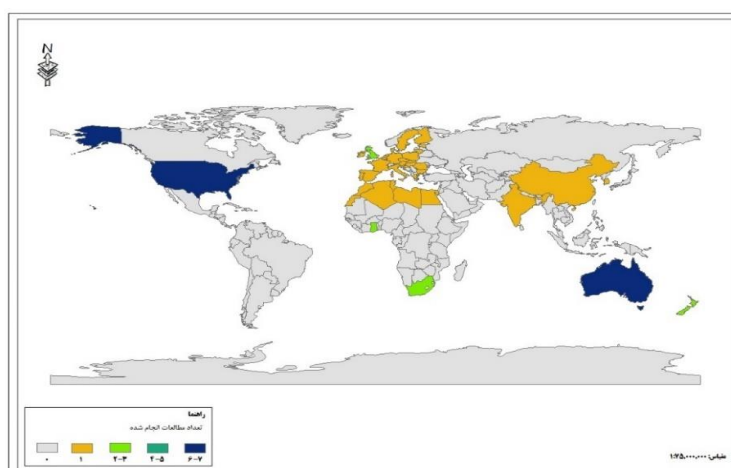 N
راهنما
تعداد مطالعات انجام شده
۰ ۱ ۲-۳ ۴-۵ ۶-۷
مقیاس: ۱:۷۵,۰۰۰,۰۰۰